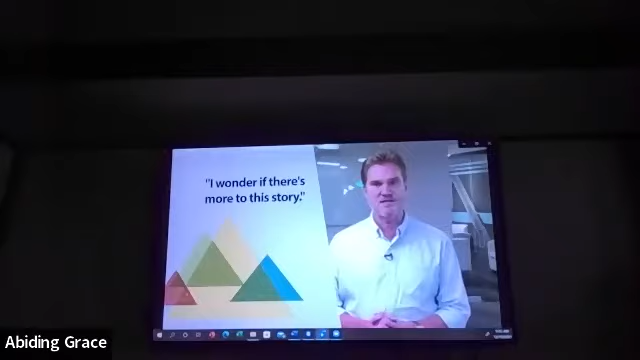 "I wonder if there's
more to this story."
Abiding Grace